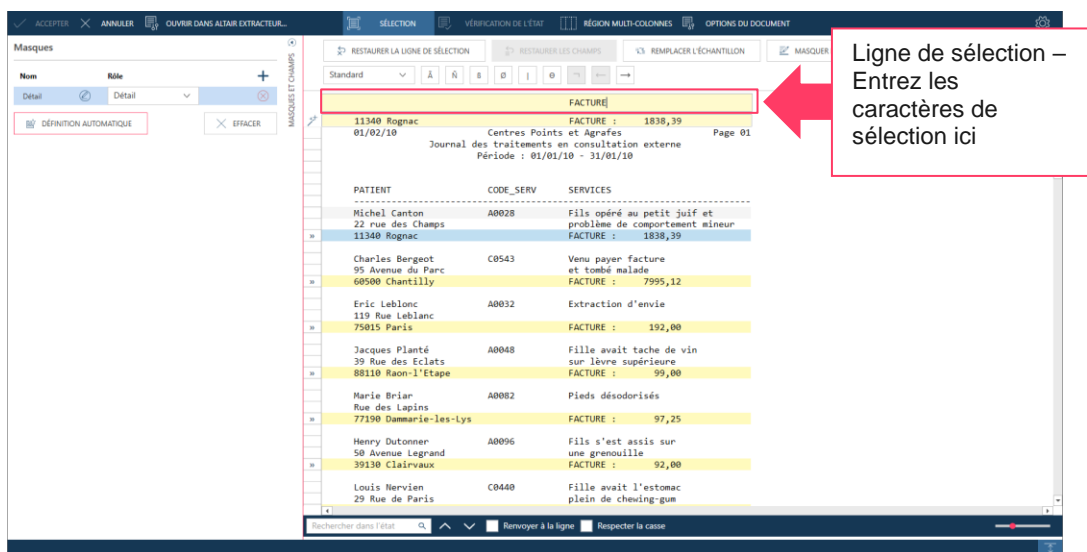 ACCEPTER ANNULER OUVRIR DANS ALTAIR EXTRACTEUR... SÉLECTION VÉRIFICATION DE L'ÉTAT RÉGION MULTI-COLONNES OPTIONS DU DOCUMENT
Masques
Nom Rôle
Détail Détail
DÉFINITION AUTOMATIQUE EFFACER
MASQUES ET CHAMPS
RESTAURER LA LIGNE DE SÉLECTION RESTAURER LES CHAMPS REMPLACER L'ÉCHANTILLON MASQUER
Standard Ã Ñ ß Ø | 0 ¬ ← →
FACTURE
11340 Rognac FACTURE : 1838,39
01/02/10 Centres Points et Agrafes Page 01
Journal des traitements en consultation externe
Période : 01/01/10 - 31/01/10
PATIENT CODE_SERV SERVICES
Michel Canton A0028 Fils opéré au petit juif et
22 rue des Champs problème de comportement mineur
11340 Rognac FACTURE : 1838,39
Charles Bergeot C0543 Venu payer facture
95 Avenue du Parc et tombé malade
60500 Chantilly FACTURE : 7995,12
Eric Leblonc A0032 Extraction d'envie
119 Rue Leblanc
75015 Paris FACTURE : 192,00
Jacques Planté A0048 Fille avait tache de vin
39 Rue des Eclats sur lèvre supérieure
88110 Raon-l'Etape FACTURE : 99,00
Marie Briar A0082 Pieds désodorisés
Rue des Lapins
77190 Dammarie-les-Lys FACTURE : 97,25
Henry Dutonner A0096 Fils s'est assis sur
50 Avenue Legrand une grenouille
39130 Clairvaux FACTURE : 92,00
Louis Nervien C0440 Fille avait l'estomac
29 Rue de Paris plein de chewing-gum
Rechercher dans l'état Renvoyer à la ligne Respecter la casse
Ligne de sélection –
Entrez les
caractères de
sélection ici